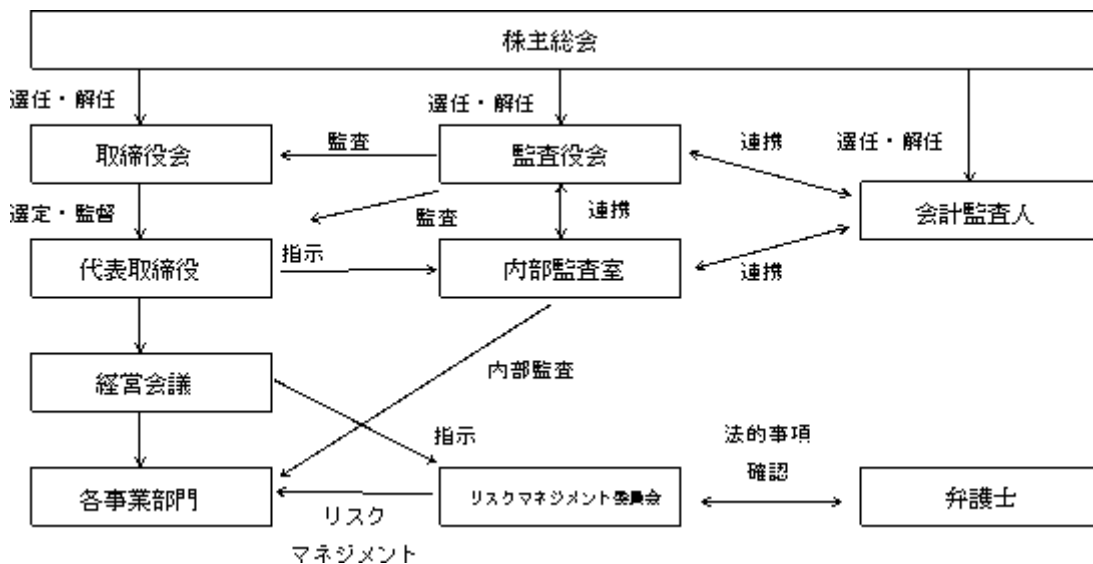 株主総会
選任・解任
選任・解任
選任・解任
取締役会
監査
監査役会
連携
会計監査人
選定・監督
監査
連携
代表取締役
指示
内部監査室
連携
経営会議
内部監査
指示
法的事項
確認
各事業部門
リスクマネジメント委員会
弁護士
リスク
マネジメント